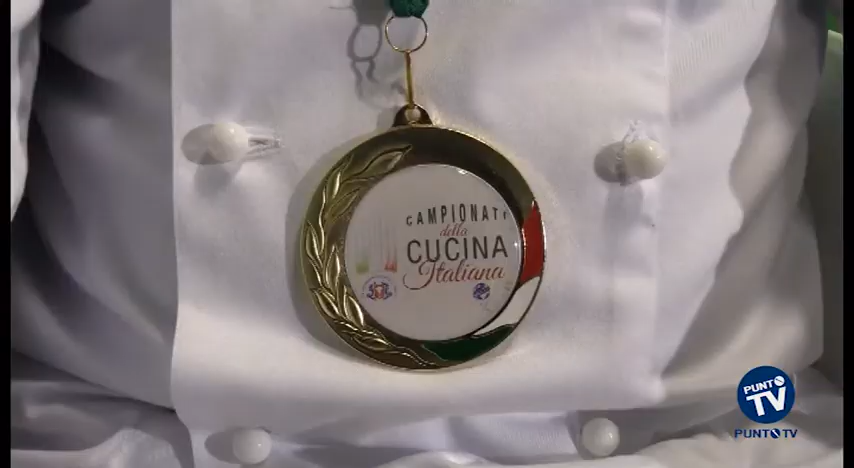 CAMPIONATI
della
CUCINA
Italiana
PUNTO
TV
PUNTO TV